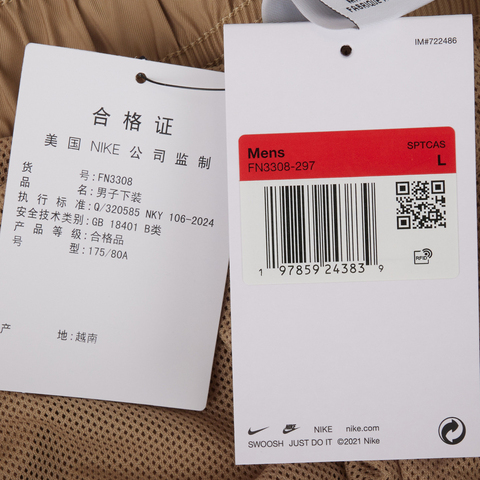 合格证
美国 NIKE 公司监制
货 号: FN3308
品 名: 男子下装
执行标准: Q/320585 NKY 106-2024
安全技术类别: GB 18401 B类
产品等级: 合格品
号 型: 175/80A
产 地: 越南
IM#722486
Mens SPTCAS
FN3308-297 L
1 97859 24383 9
RFID
NIKE nike.com
SWOOSH JUST DO IT ©2021 Nike